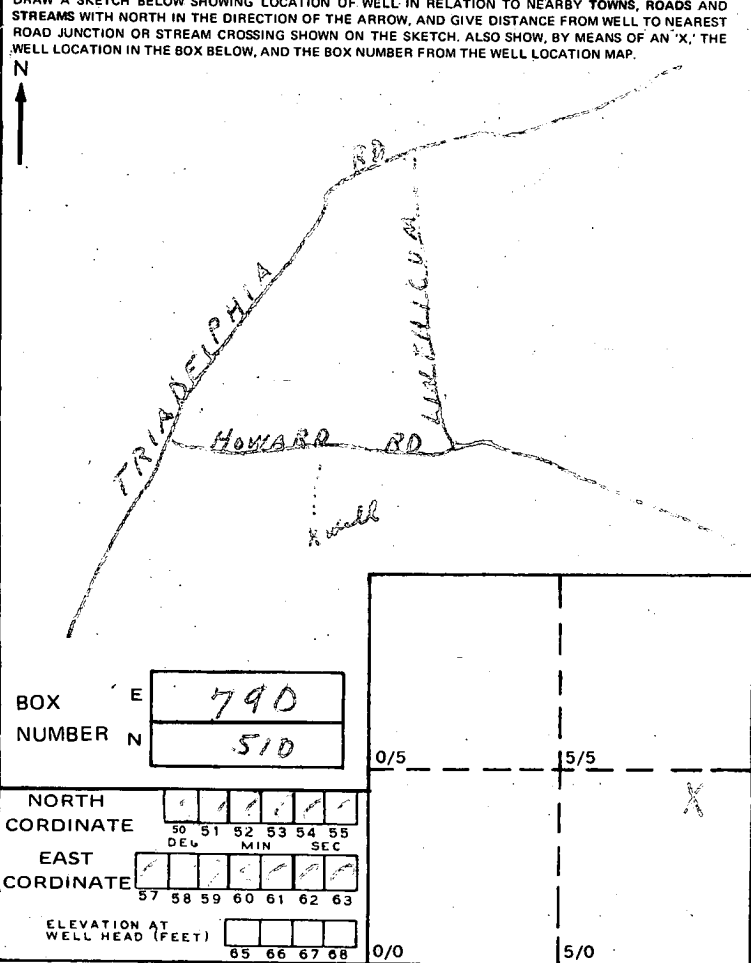 DRAW A SKETCH BELOW SHOWING LOCATION OF WELL IN RELATION TO NEARBY TOWNS, ROADS AND
STREAMS WITH NORTH IN THE DIRECTION OF THE ARROW, AND GIVE DISTANCE FROM WELL TO NEAREST
ROAD JUNCTION OR STREAM CROSSING SHOWN ON THE SKETCH. ALSO SHOW, BY MEANS OF AN 'X,' THE
WELL LOCATION IN THE BOX BELOW, AND THE BOX NUMBER FROM THE WELL LOCATION MAP.
N
RD
TRIADELPHIA
HOWARD RD
X well
BOX NUMBER
E 790
N 510
0/5 5/5
X
NORTH CORDINATE
50 51 52 53 54 55
DEG MIN SEC
EAST CORDINATE
57 58 59 60 61 62 63
ELEVATION AT
WELL HEAD (FEET)
65 66 67 68
0/0 5/0